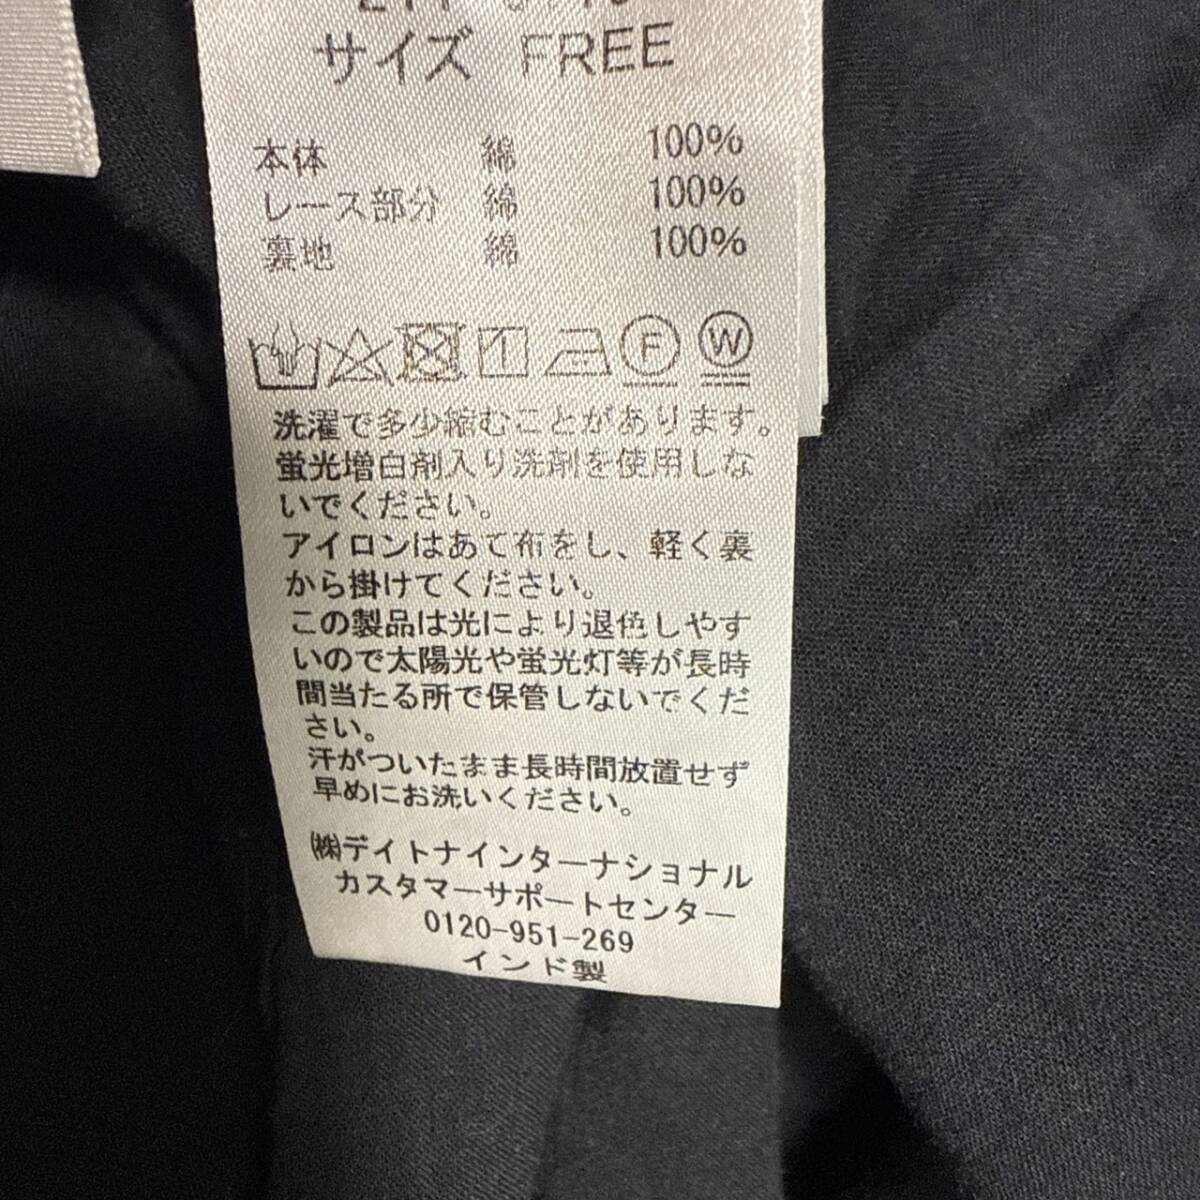 サイズ FREE
本体 綿 100%
レース部分 綿 100%
裏地 綿 100%
F W
洗濯で多少縮むことがあります。
蛍光増白剤入り洗剤を使用しな
いでください。
アイロンはあて布をし、軽く裏
から掛けてください。
この製品は光により退色しやす
いので太陽光や蛍光灯等が長時
間当たる所で保管しないでくだ
さい。
汗がついたまま長時間放置せず
早めにお洗いください。
㈱デイトナインターナショナル
カスタマーサポートセンター
0120-951-269
インド製